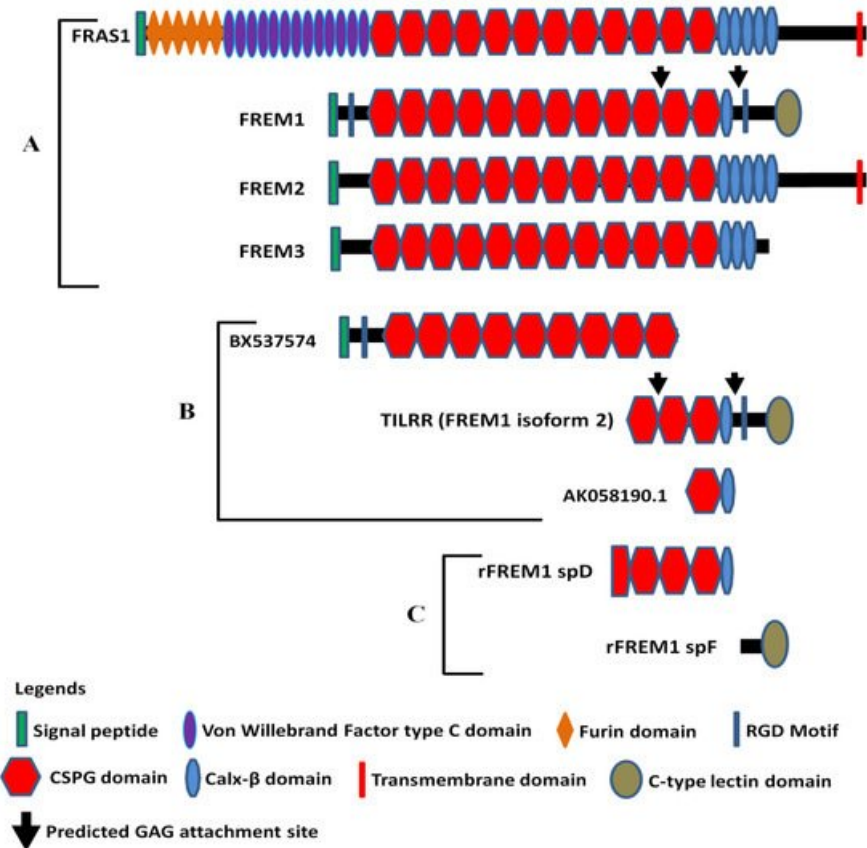 FRAS1
A
FREM1
FREM2
FREM3
BX537574
B
TILRR (FREM1 isoform 2)
AK058190.1
rFREM1 spD
C
rFREM1 spF
Legends
Signal peptide
Von Willebrand Factor type C domain
Furin domain
RGD Motif
CSPG domain
Calx-β domain
Transmembrane domain
C-type lectin domain
Predicted GAG attachment site